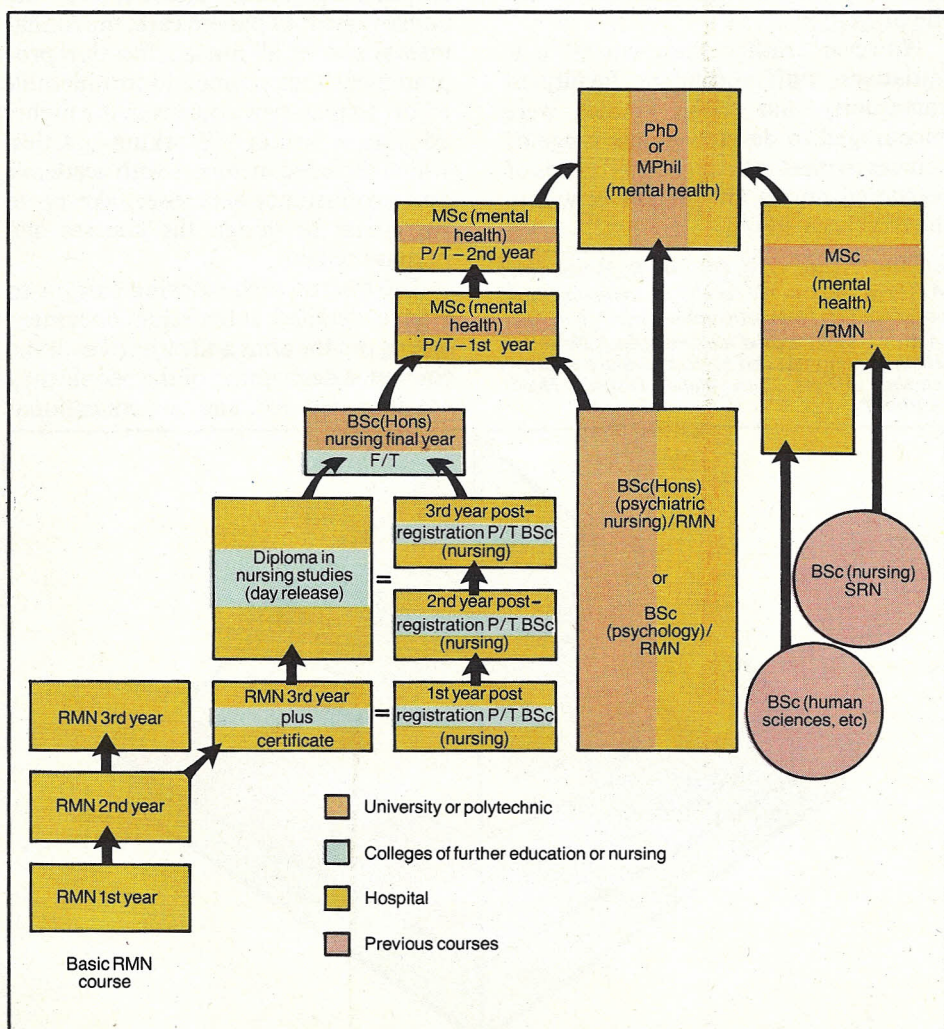 PhD
or
MPhil
(mental health)
MSc (mental
health)
P/T–2nd year
MSc (mental
health)
P/T–1st year
MSc
(mental
health)
/RMN
BSc(Hons)
nursing final year
F/T
Diploma in
nursing studies
(day release)
=
3rd year post–
registration P/T BSc
(nursing)
2nd year post–
registration P/T BSc
(nursing)
BSc(Hons)
(psychiatric
nursing)/RMN
or
BSc
(psychology)/
RMN
BSc (nursing)
SRN
BSc (human
sciences, etc)
RMN 3rd year
plus
certificate
=
1st year post
registration P/T BSc
(nursing)
RMN 3rd year
RMN 2nd year
RMN 1st year
Basic RMN
course
University or polytechnic
Colleges of further education or nursing
Hospital
Previous courses